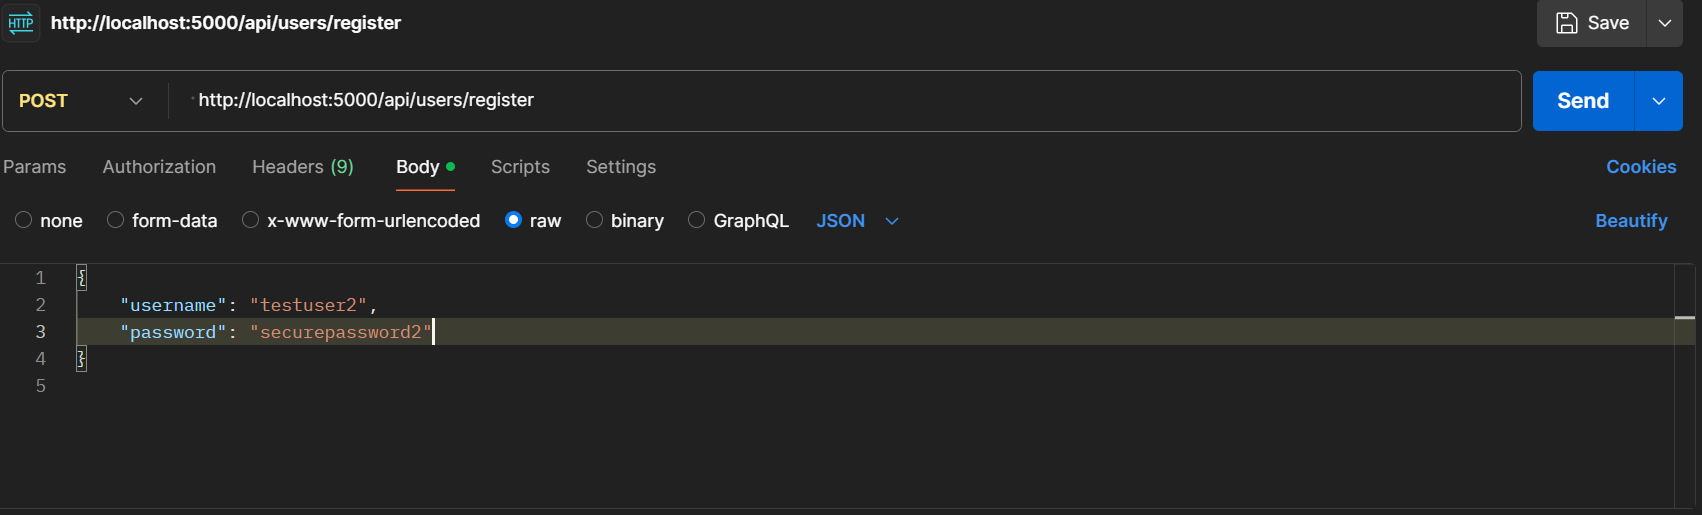 HTTP http://localhost:5000/api/users/register Save
POST http://localhost:5000/api/users/register Send
Params Authorization Headers (9) Body Scripts Settings Cookies
none form-data x-www-form-urlencoded raw binary GraphQL JSON Beautify
1 {
2 "username": "testuser2",
3 "password": "securepassword2"
4 }
5